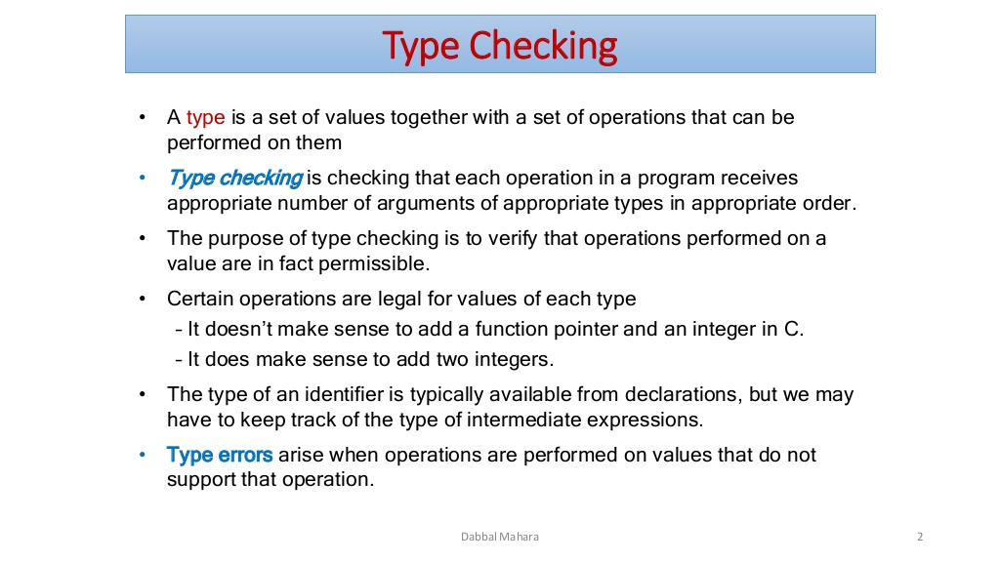 Type Checking
• A type is a set of values together with a set of operations that can be
performed on them
• Type checking is checking that each operation in a program receives
appropriate number of arguments of appropriate types in appropriate order.
• The purpose of type checking is to verify that operations performed on a
value are in fact permissible.
• Certain operations are legal for values of each type
– It doesn’t make sense to add a function pointer and an integer in C.
– It does make sense to add two integers.
• The type of an identifier is typically available from declarations, but we may
have to keep track of the type of intermediate expressions.
• Type errors arise when operations are performed on values that do not
support that operation.
Dabbal Mahara
2